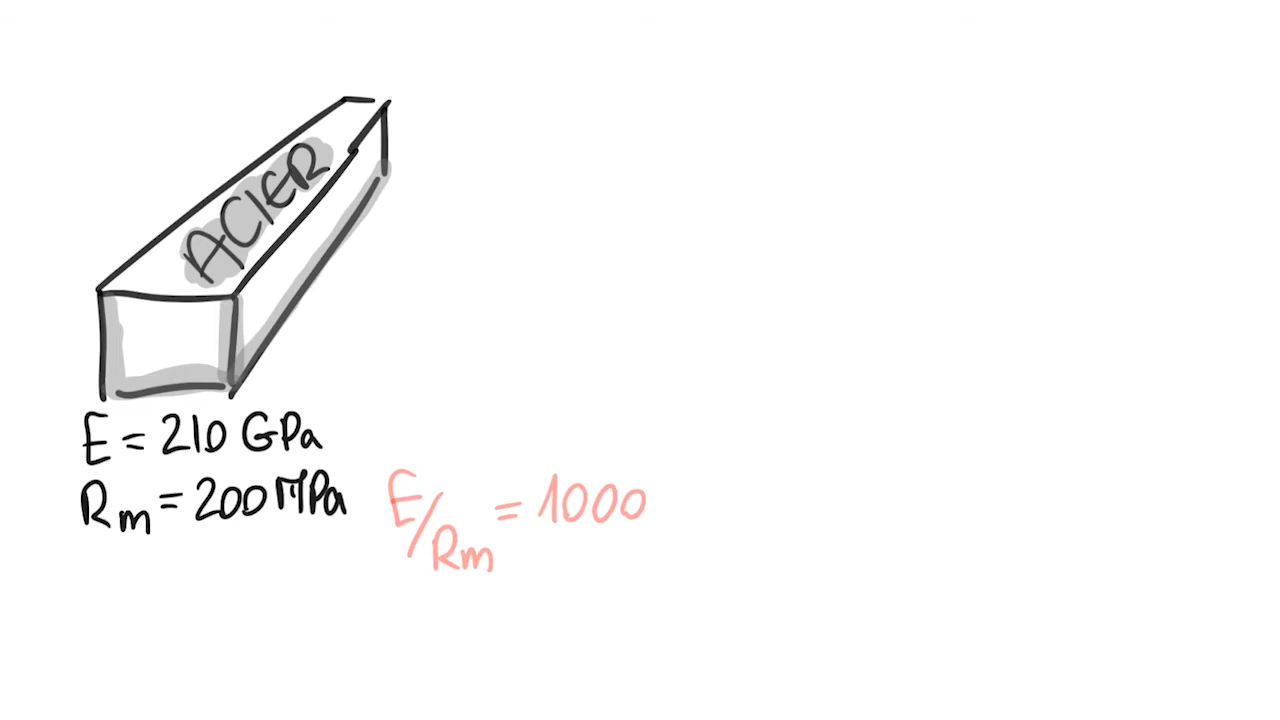 ACIER
E = 210 GPa
Rm = 200 MPa
E/Rm = 1000